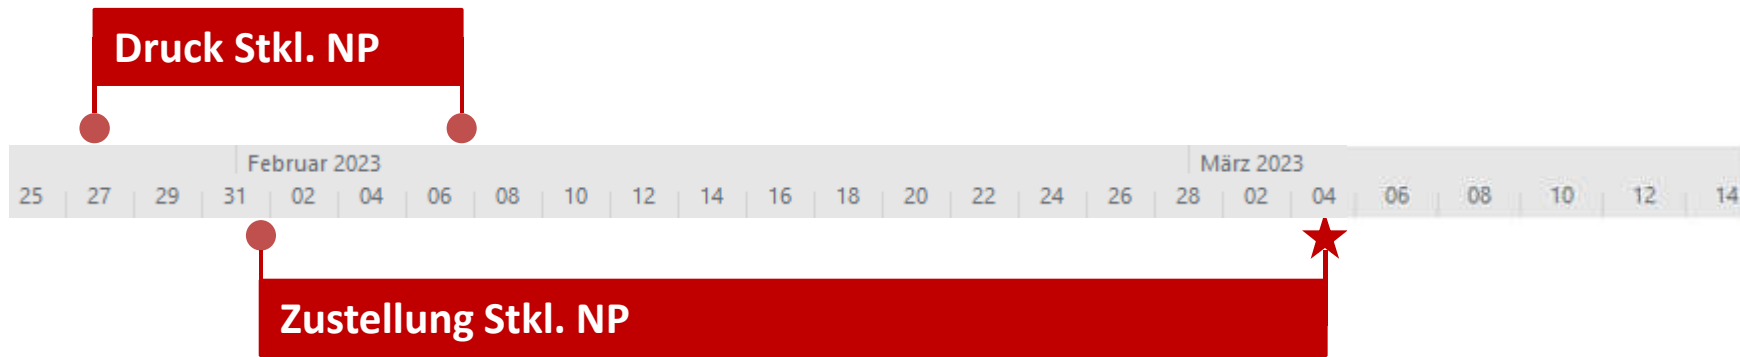 Druck Stkl. NP
Februar 2023 März 2023
25 27 29 31 02 04 06 08 10 12 14 16 18 20 22 24 26 28 02 04 06 08 10 12 14
Zustellung Stkl. NP